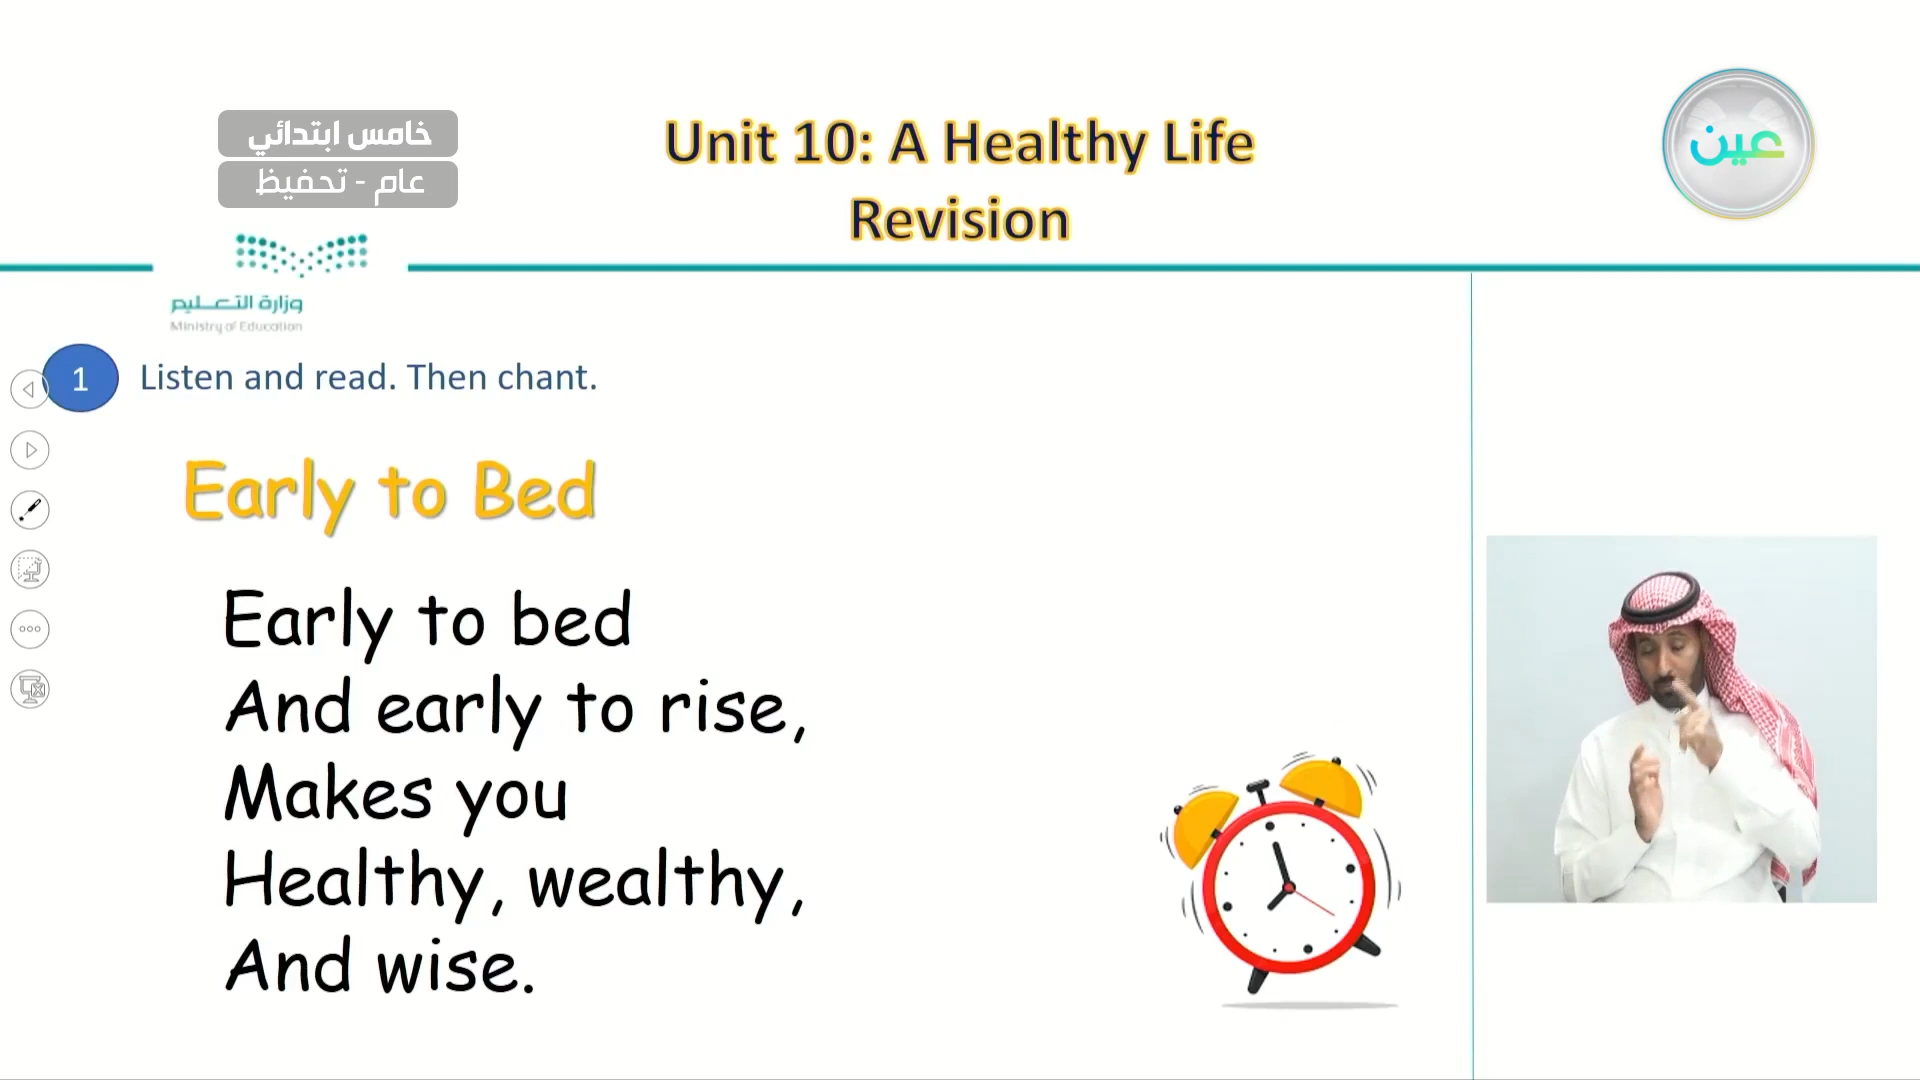 خامس ابتدائي
عام - تحفيظ
Unit 10: A Healthy Life
Revision
عين
وزارة التعليم
Ministry of Education
1 Listen and read. Then chant.
Early to Bed
Early to bed
And early to rise,
Makes you
Healthy, wealthy,
And wise.